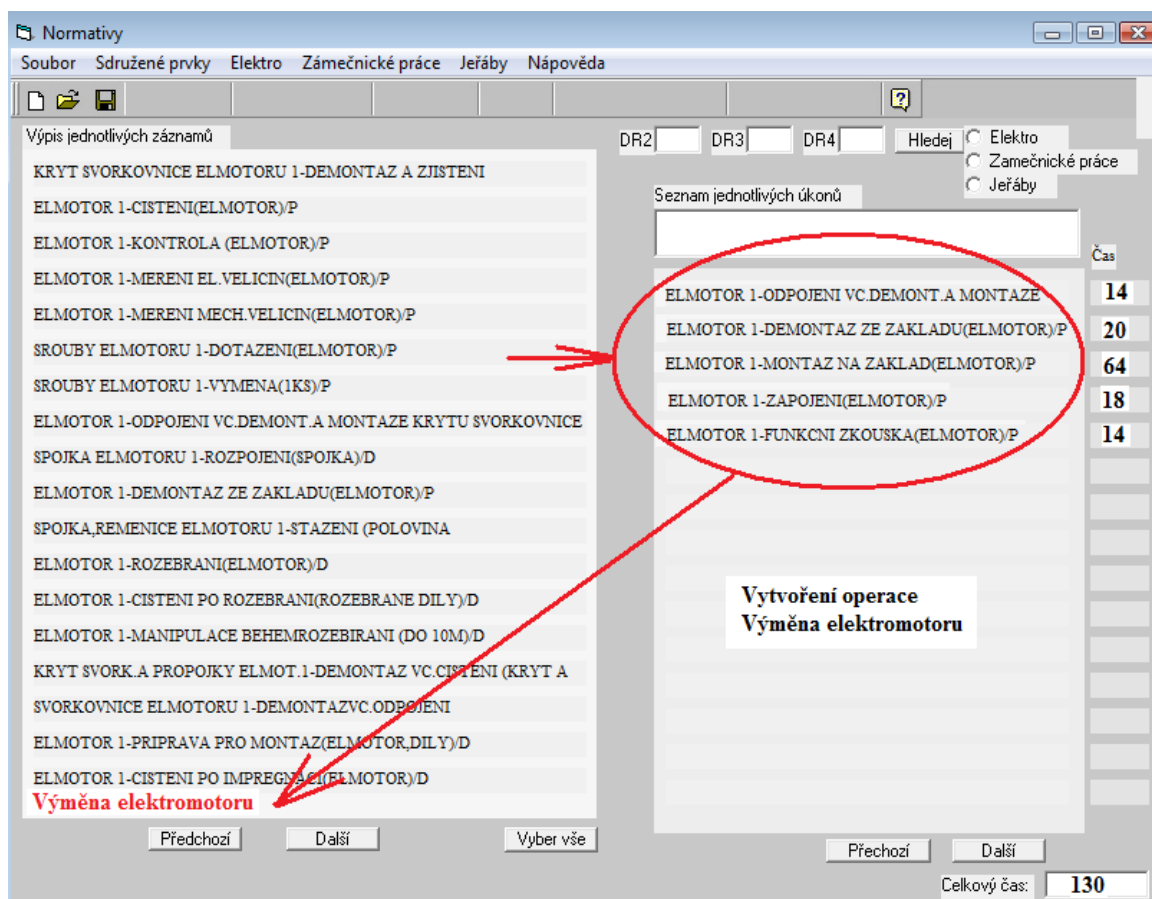 Normativy
Soubor Sdružené prvky Elektro Zámečnické práce Jeřáby Nápověda
Výpis jednotlivých záznamů
KRYT SVORKOVNICE ELMOTORU 1-DEMONTAZ A ZJISTENI
ELMOTOR 1-CISTENI(ELMOTOR)/P
ELMOTOR 1-KONTROLA (ELMOTOR)/P
ELMOTOR 1-MERENI EL.VELICIN(ELMOTOR)/P
ELMOTOR 1-MERENI MECH.VELICIN(ELMOTOR)/P
SROUBY ELMOTORU 1-DOTAZENI(ELMOTOR)/P
SROUBY ELMOTORU 1-VYMENA(1KS)/P
ELMOTOR 1-ODPOJENI VC.DEMONT.A MONTAZE KRYTU SVORKOVNICE
SPOJKA ELMOTORU 1-ROZPOJENI(SPOJKA)/D
ELMOTOR 1-DEMONTAZ ZE ZAKLADU(ELMOTOR)/P
SPOJKA,REMENICE ELMOTORU 1-STAZENI (POLOVINA
ELMOTOR 1-ROZEBRANI(ELMOTOR)/D
ELMOTOR 1-CISTENI PO ROZEBRANI(ROZEBRANE DILY)/D
ELMOTOR 1-MANIPULACE BEHEMROZEBIRANI (DO 10M)/D
KRYT SVORK.A PROPOJKY ELMOT.1-DEMONTAZ VC.CISTENI (KRYT A
SVORKOVNICE ELMOTORU 1-DEMONTAZVC.ODPOJENI
ELMOTOR 1-PRIPRAVA PRO MONTAZ(ELMOTOR,DILY)/D
ELMOTOR 1-CISTENI PO IMPREGNACI(ELMOTOR)/D
Výměna elektromotoru
Předchozí Další Vyber vše
DR2 DR3 DR4 Hledej
Elektro
Zamečnické práce
Jeřáby
Seznam jednotlivých úkonů
Čas
ELMOTOR 1-ODPOJENI VC.DEMONT.A MONTAZE 14
ELMOTOR 1-DEMONTAZ ZE ZAKLADU(ELMOTOR)/P 20
ELMOTOR 1-MONTAZ NA ZAKLAD(ELMOTOR)/P 64
ELMOTOR 1-ZAPOJENI(ELMOTOR)/P 18
ELMOTOR 1-FUNKCNI ZKOUSKA(ELMOTOR)/P 14
Vytvoření operace
Výměna elektromotoru
Přechozí Další
Celkový čas: 130